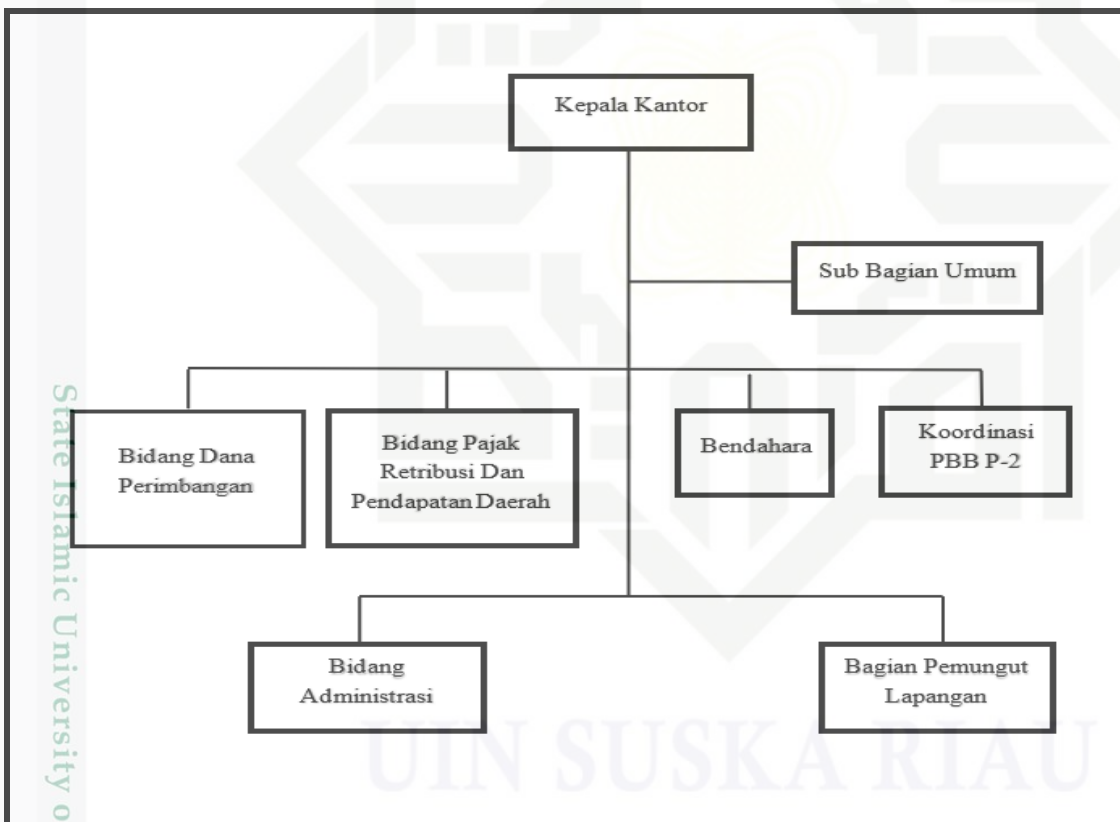 Kepala Kantor
Sub Bagian Umum
Bidang Dana
Perimbangan
Bidang Pajak
Retribusi Dan
Pendapatan Daerah
Bendahara
Koordinasi
PBB P-2
Bidang
Administrasi
Bagian Pemungut
Lapangan
State Islamic University o
UIN SUSKA RIAU